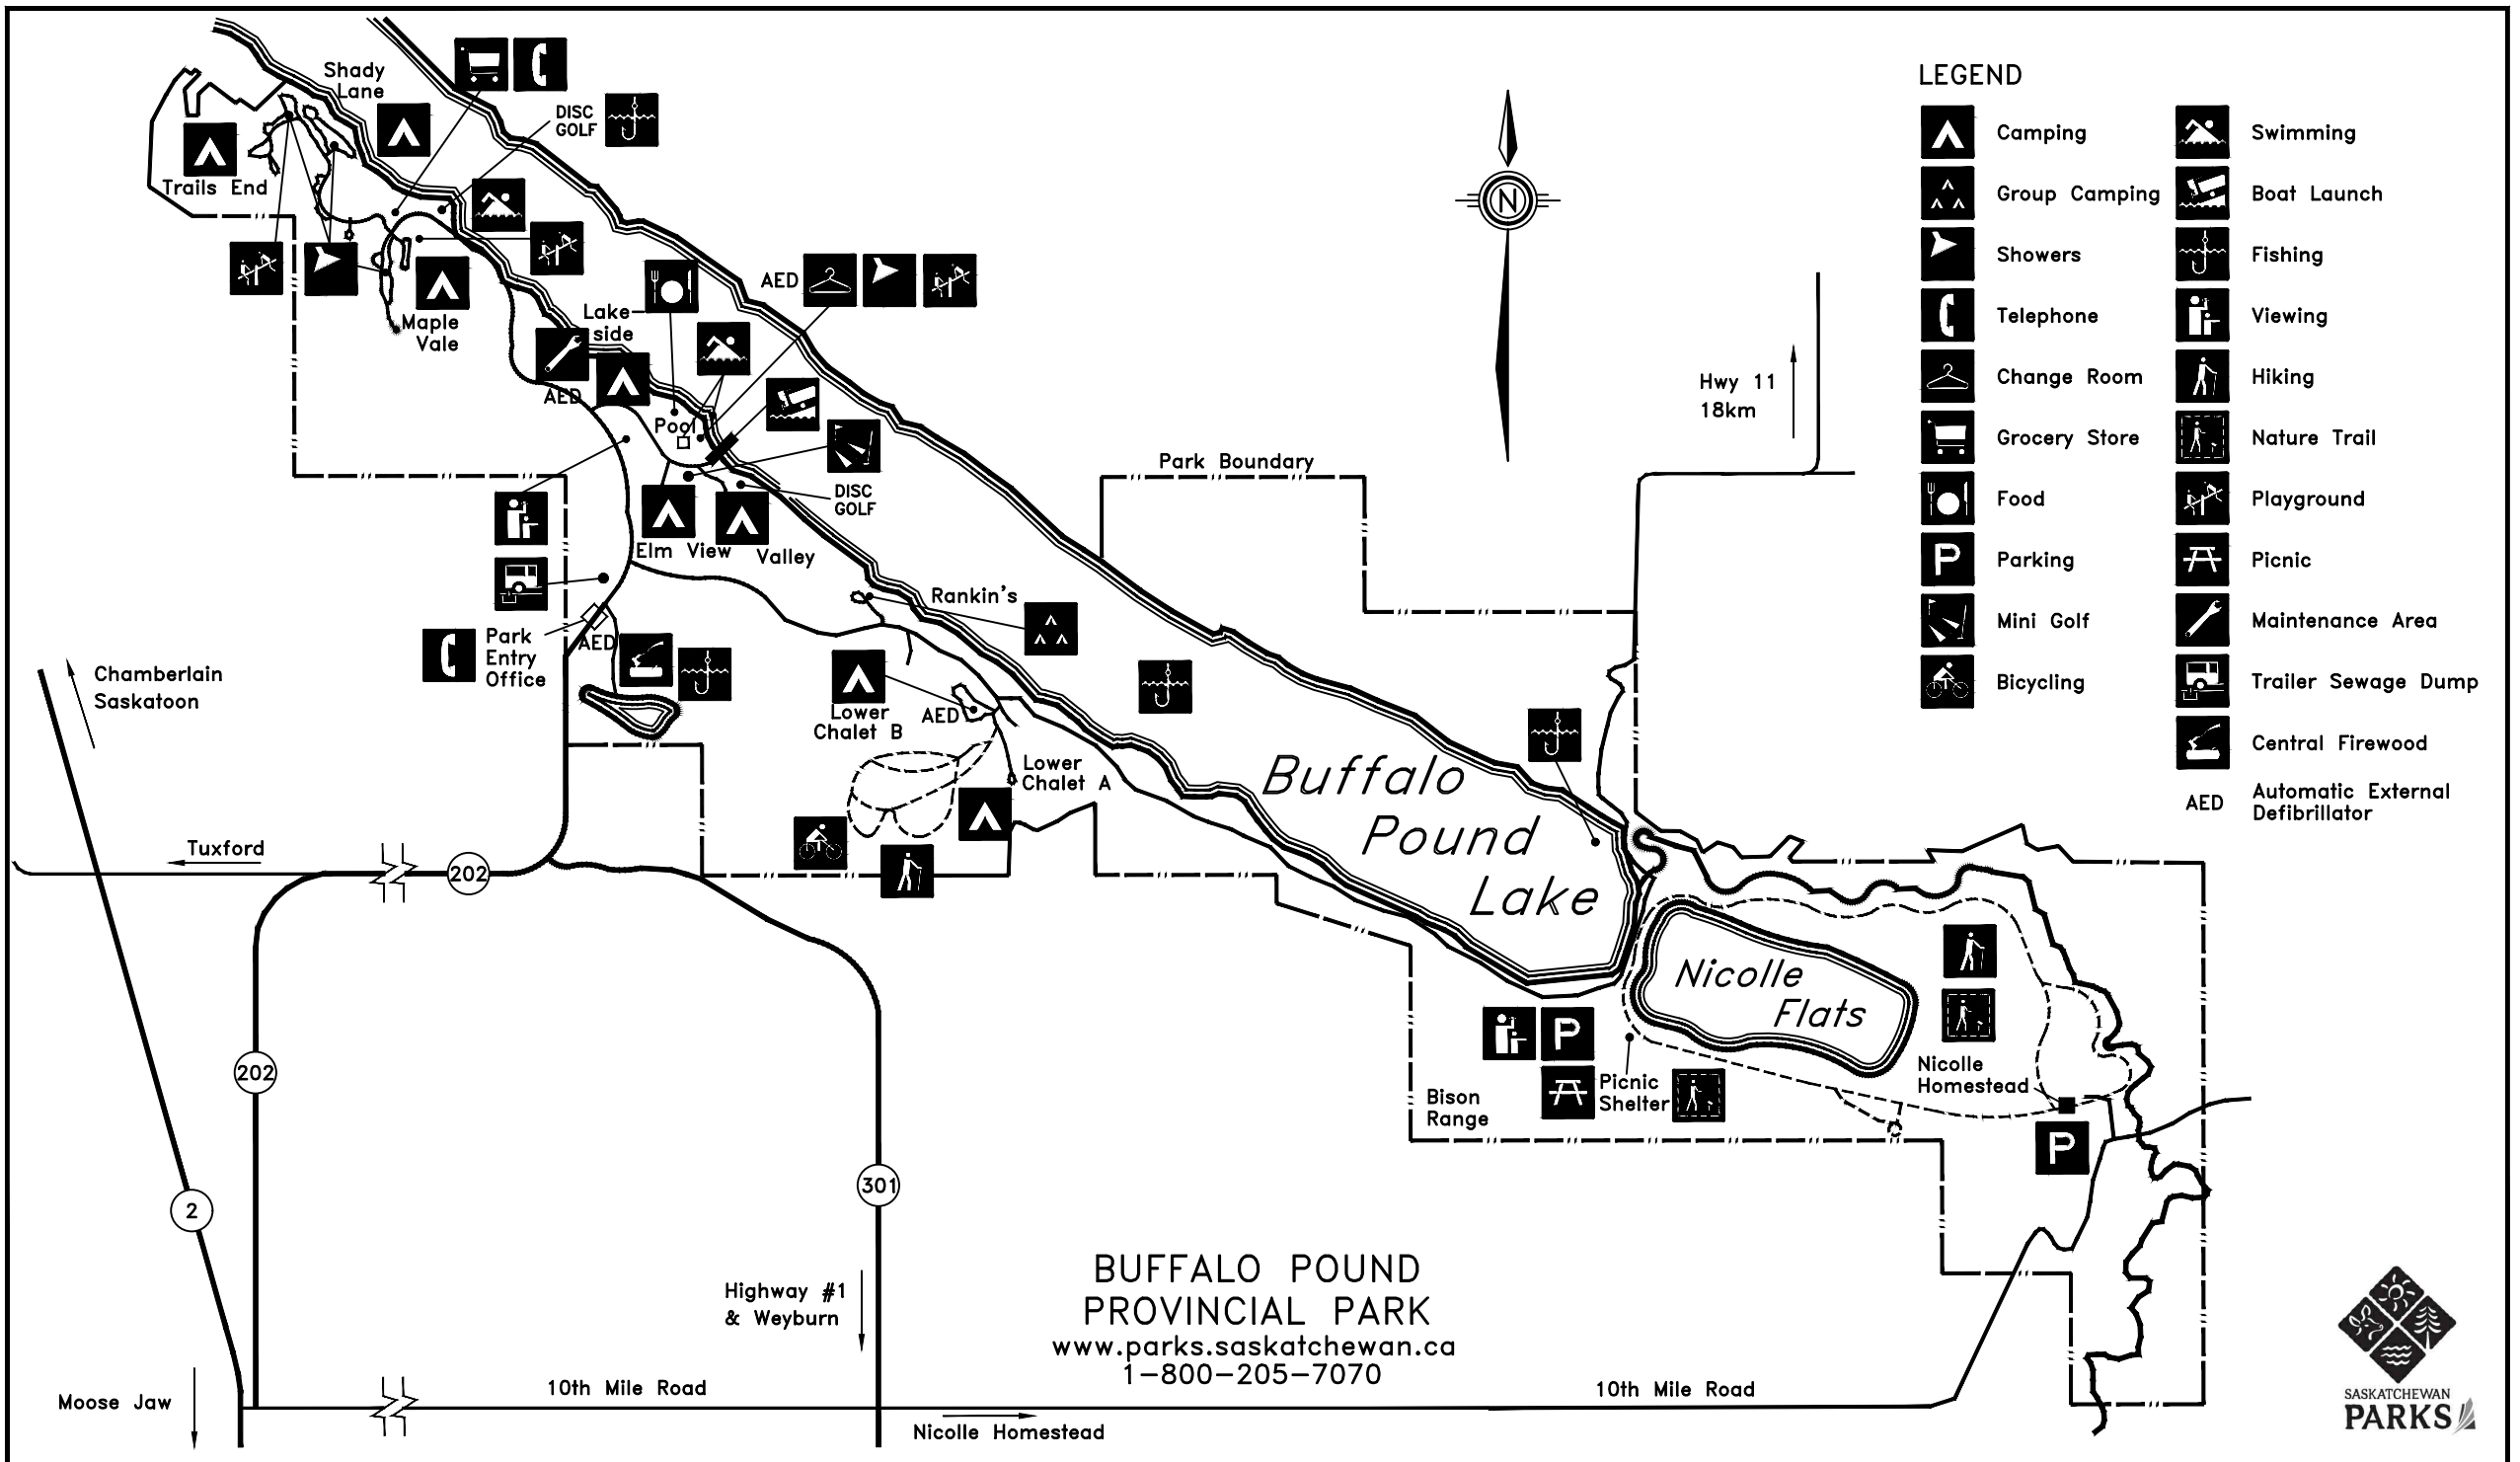 Shady
Lane
DISC
GOLF
Trails End
Maple
Vale
Lake
side
AED
AED
Pool
DISC
GOLF
Elm View
Valley
Park
Entry
Office
AED
Rankin's
Lower
Chalet B
AED
Lower
Chalet A
Chamberlain
Saskatoon
Tuxford
202
202
2
301
Moose Jaw
10th Mile Road
Highway #1
& Weyburn
Nicolle Homestead
10th Mile Road
Park Boundary
N
Hwy 11
18km
Buffalo
Pound
Lake
Nicolle
Flats
P
Picnic
Shelter
Bison
Range
Nicolle
Homestead
P
BUFFALO POUND
PROVINCIAL PARK
www.parks.saskatchewan.ca
1-800-205-7070
LEGEND
Camping
Group Camping
Showers
Telephone
Change Room
Grocery Store
Food
P Parking
Mini Golf
Bicycling
Swimming
Boat Launch
Fishing
Viewing
Hiking
Nature Trail
Playground
Picnic
Maintenance Area
Trailer Sewage Dump
Central Firewood
AED Automatic External
Defibrillator
SASKATCHEWAN
PARKS